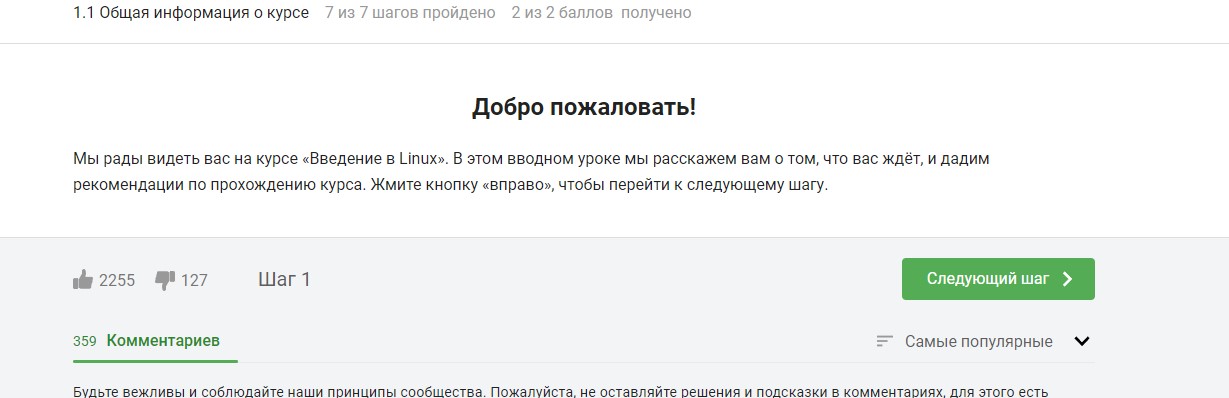 1.1 Общая информация о курсе 7 из 7 шагов пройдено 2 из 2 баллов получено
Добро пожаловать!
Мы рады видеть вас на курсе «Введение в Linux». В этом вводном уроке мы расскажем вам о том, что вас ждёт, и дадим
рекомендации по прохождению курса. Жмите кнопку «вправо», чтобы перейти к следующему шагу.
2255 127 Шаг 1 Следующий шаг
359 Комментариев Самые популярные
Будьте вежливы и соблюдайте наши принципы сообщества. Пожалуйста, не оставляйте решения и подсказки в комментариях, для этого есть